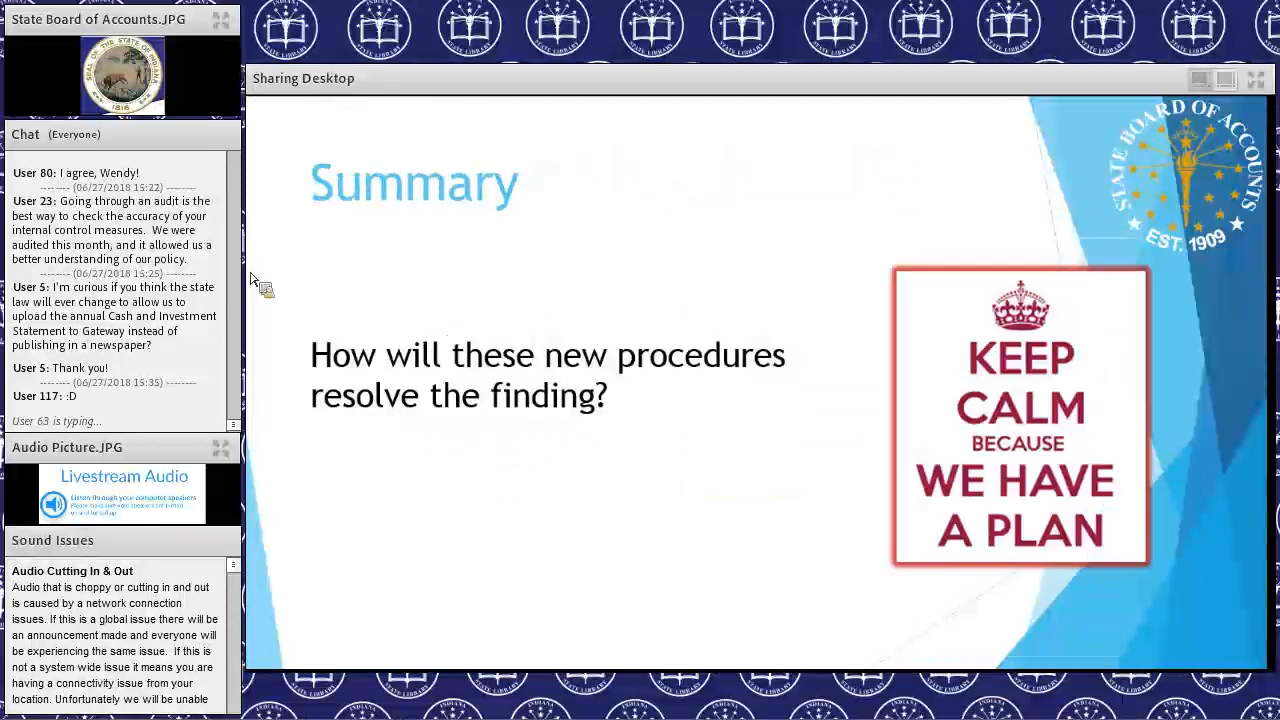 State Board of Accounts.JPG
SEAL OF THE STATE OF INDIANA
1816
Chat (Everyone)
User 80: I agree, Wendy!
-------- (06/27/2018 15:22) --------
User 23: Going through an audit is the
best way to check the accuracy of your
internal control measures. We were
audited this month, and it allowed us a
better understanding of our policy.
-------- (06/27/2018 15:25) --------
User 5: I'm curious if you think the state
law will ever change to allow us to
upload the annual Cash and Investment
Statement to Gateway instead of
publishing in a newspaper?
User 5: Thank you!
-------- (06/27/2018 15:35) --------
User 117: :D
User 63 is typing...
Audio Picture.JPG
Livestream Audio
Listen through your computer speakers
Sound Issues
Audio Cutting In & Out
Audio that is choppy or cutting in and out
is caused by a network connection
issues. If this is a global issue there will be
an announcement made and everyone will
be experiencing the same issue. If this is
not a system wide issue it means you are
having a connectivity issue from your
location. Unfortunately we will be unable
Sharing Desktop
Summary
How will these new procedures
resolve the finding?
STATE BOARD OF ACCOUNTS
EST. 1909
KEEP
CALM
BECAUSE
WE HAVE
A PLAN
INDIANA
STATE LIBRARY